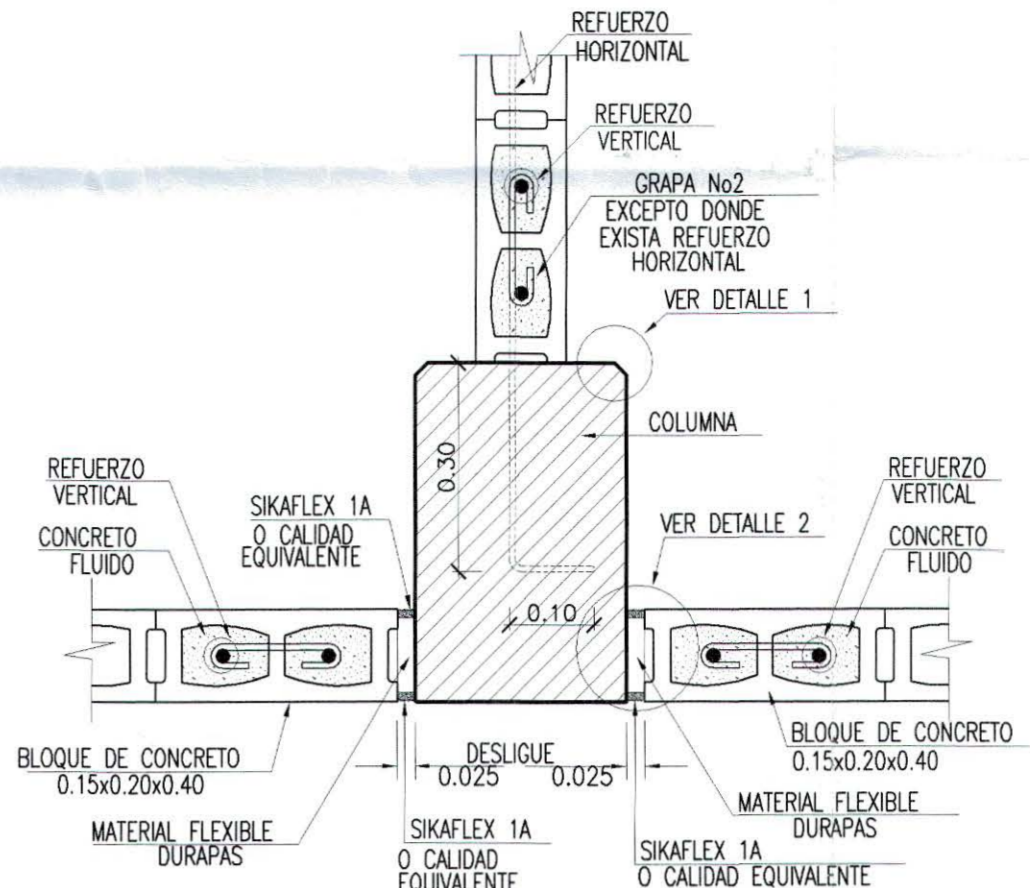 REFUERZO
HORIZONTAL
REFUERZO
VERTICAL
GRAPA No2
EXCEPTO DONDE
EXISTA REFUERZO
HORIZONTAL
VER DETALLE 1
COLUMNA
0.30
REFUERZO
VERTICAL
CONCRETO
FLUIDO
SIKAFLEX 1A
O CALIDAD
EQUIVALENTE
VER DETALLE 2
REFUERZO
VERTICAL
CONCRETO
FLUIDO
0.10
BLOQUE DE CONCRETO
0.15x0.20x0.40
DESLIGUE
0.025 0.025
BLOQUE DE CONCRETO
0.15x0.20x0.40
MATERIAL FLEXIBLE
DURAPAS
SIKAFLEX 1A
O CALIDAD
EQUIVALENTE
MATERIAL FLEXIBLE
DURAPAS
SIKAFLEX 1A
O CALIDAD EQUIVALENTE